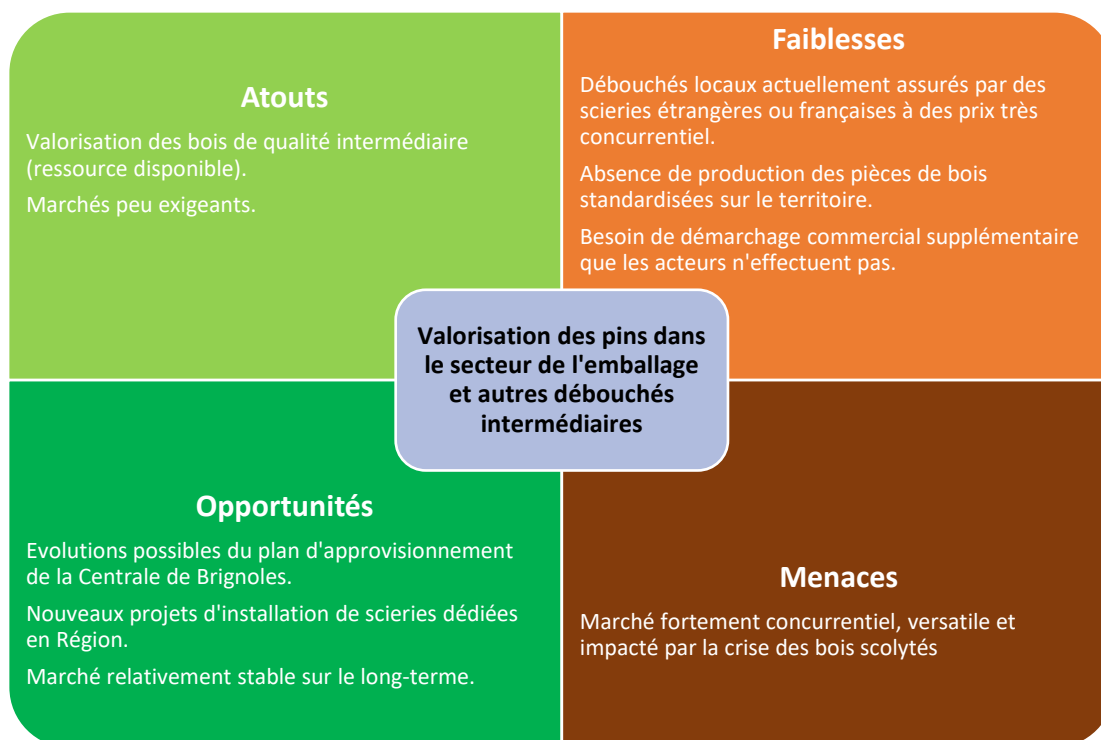 Atouts
Valorisation des bois de qualité intermédiaire
(ressource disponible).
Marchés peu exigeants.
Faiblesses
Débouchés locaux actuellement assurés par des
scieries étrangères ou françaises à des prix très
concurrentiel.
Absence de production des pièces de bois
standardisées sur le territoire.
Besoin de démarchage commercial supplémentaire
que les acteurs n'effectuent pas.
Valorisation des pins dans
le secteur de l'emballage
et autres débouchés
intermédiaires
Opportunités
Evolutions possibles du plan d'approvisionnement
de la Centrale de Brignoles.
Nouveaux projets d'installation de scieries dédiées
en Région.
Marché relativement stable sur le long-terme.
Menaces
Marché fortement concurrentiel, versatile et
impacté par la crise des bois scolytés